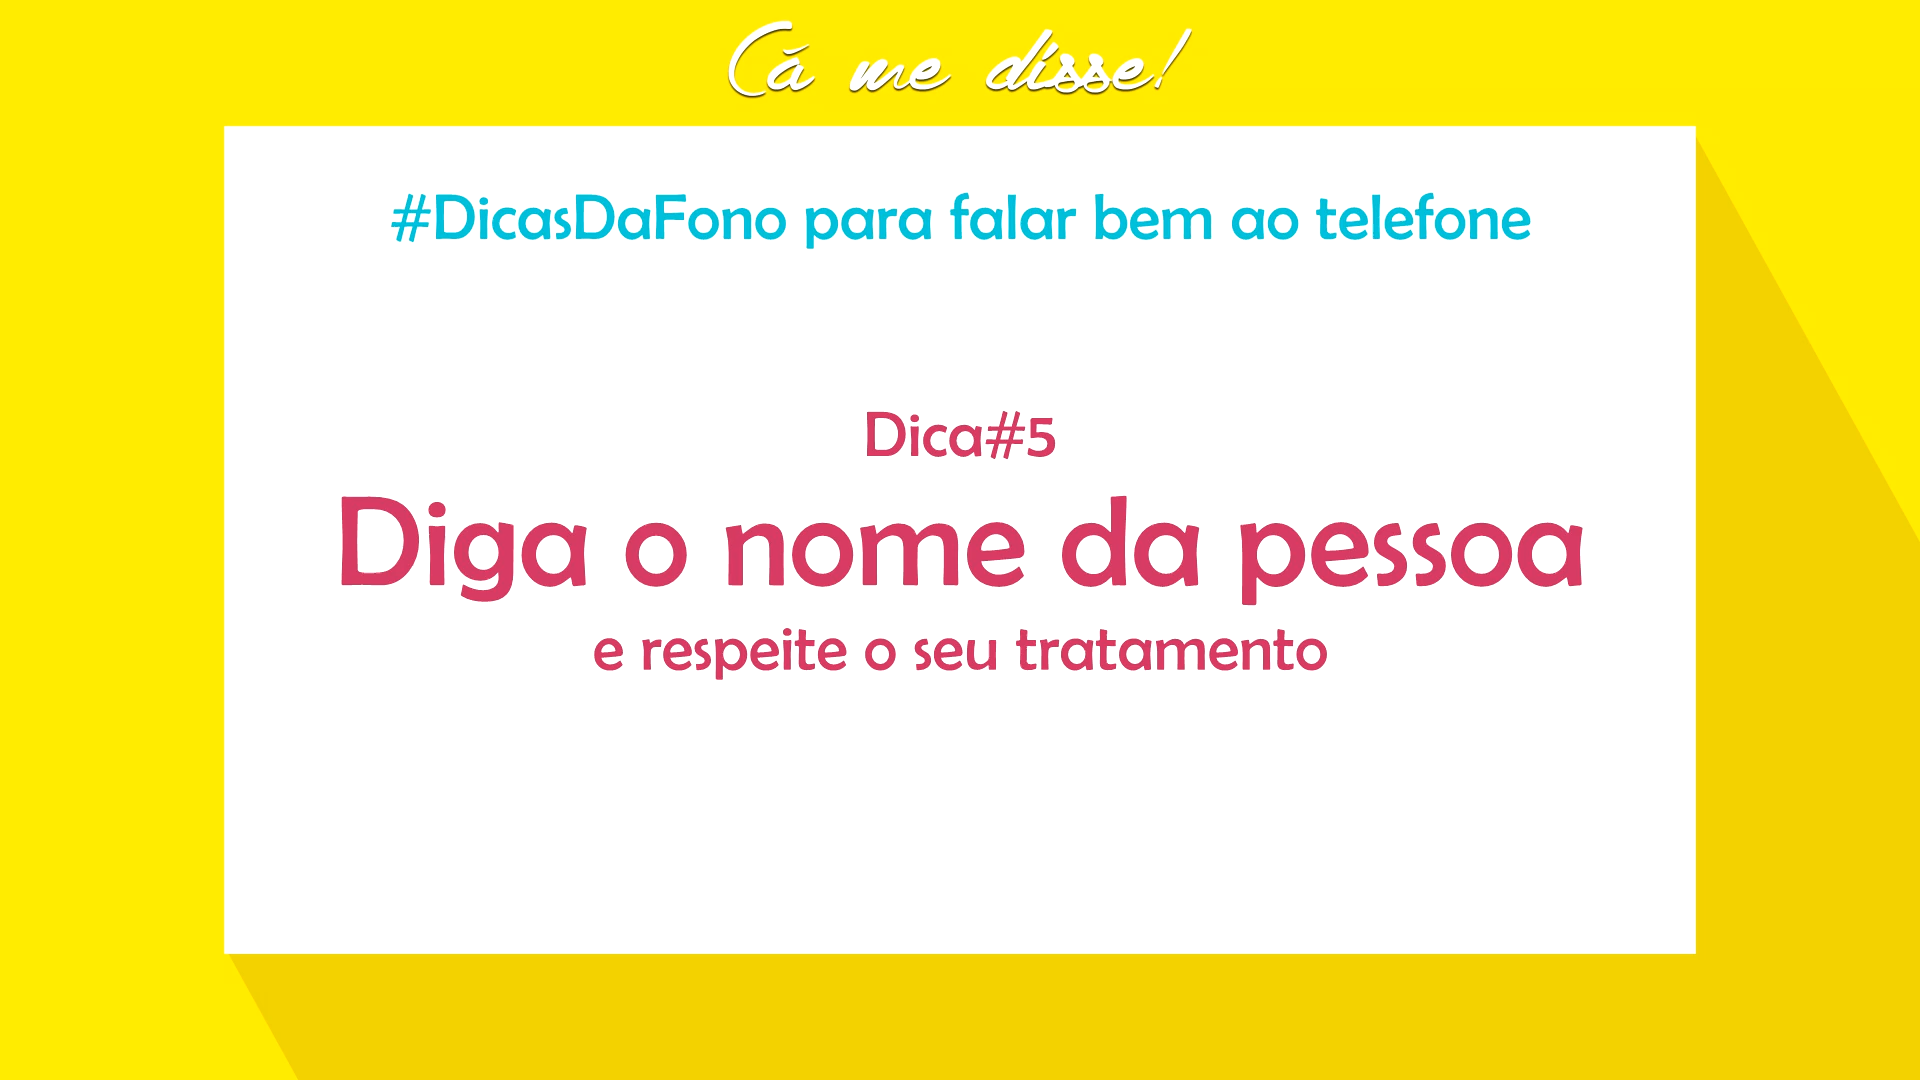 Cá me disse!
#DicasDaFono para falar bem ao telefone
Dica#5
Diga o nome da pessoa
e respeite o seu tratamento